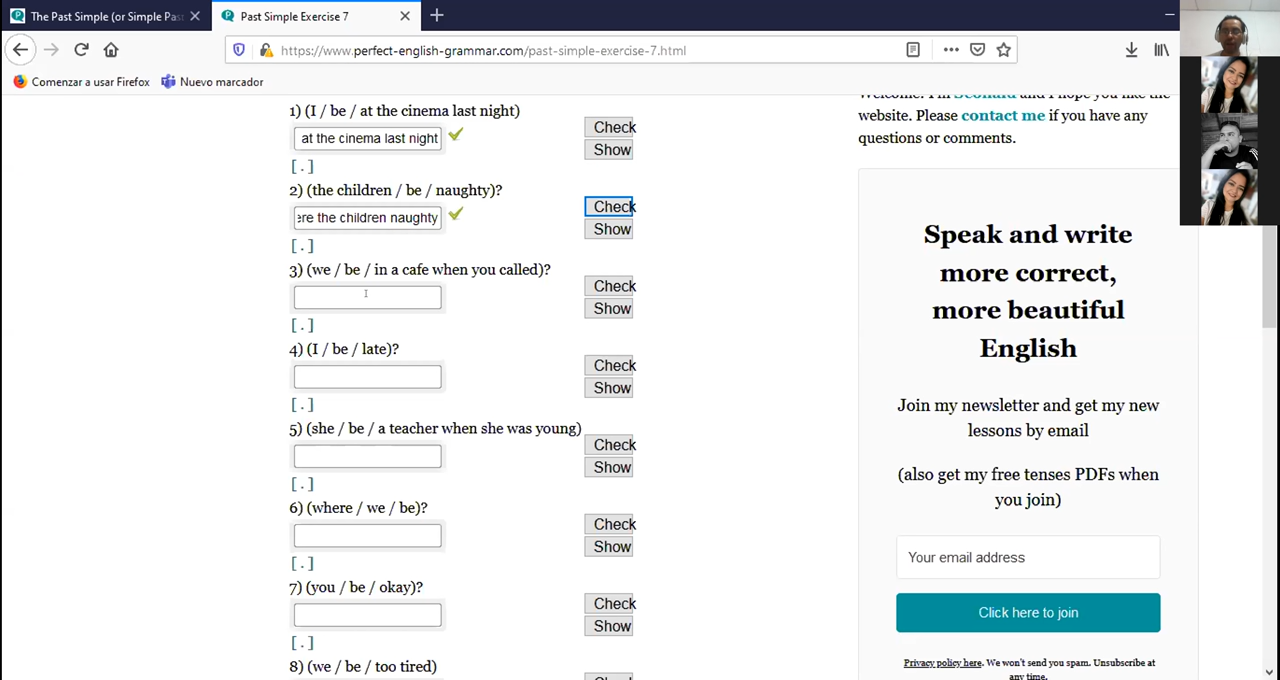 The Past Simple (or Simple Pas
Past Simple Exercise 7
https://www.perfect-english-grammar.com/past-simple-exercise-7.html
Comenzar a usar Firefox
Nuevo marcador
1) (I / be / at the cinema last night)
at the cinema last night
Check
Show
[ . ]
2) (the children / be / naughty)?
ere the children naughty
Check
Show
[ . ]
3) (we / be / in a cafe when you called)?
Check
Show
[ . ]
4) (I / be / late)?
Check
Show
[ . ]
5) (she / be / a teacher when she was young)
Check
Show
[ . ]
6) (where / we / be)?
Check
Show
[ . ]
7) (you / be / okay)?
Check
Show
[ . ]
8) (we / be / too tired)
Welcome! I'm Seonaid and I hope you like the
website. Please contact me if you have any
questions or comments.
Speak and write
more correct,
more beautiful
English
Join my newsletter and get my new
lessons by email
(also get my free tenses PDFs when
you join)
Your email address
Click here to join
Privacy policy here. We won't send you spam. Unsubscribe at
any time.